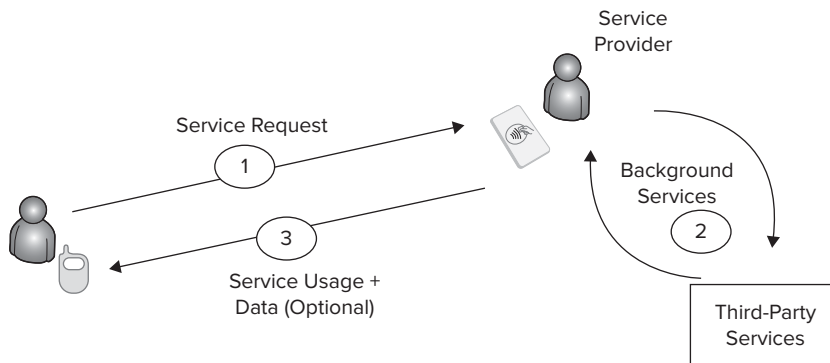 Service
Provider
Service Request
1
Background
Services
2
3
Service Usage +
Data (Optional)
Third-Party
Services